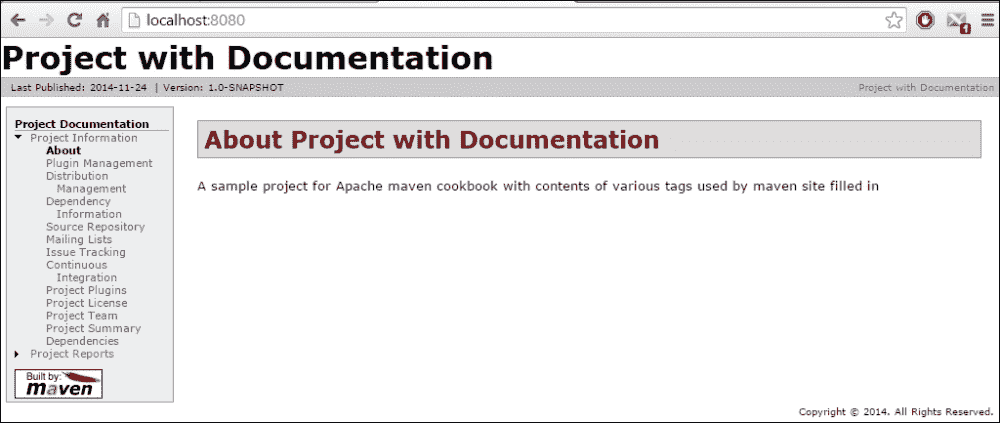 localhost:8080
1
Project with Documentation
Last Published: 2014-11-24 | Version: 1.0-SNAPSHOT
Project with Documentation
Project Documentation
Project Information
About
Plugin Management
Distribution
Management
Dependency
Information
Source Repository
Mailing Lists
Issue Tracking
Continuous
Integration
Project Plugins
Project License
Project Team
Project Summary
Dependencies
Project Reports
Built by:
maven
About Project with Documentation
A sample project for Apache maven cookbook with contents of various tags used by maven site filled in
Copyright © 2014. All Rights Reserved.